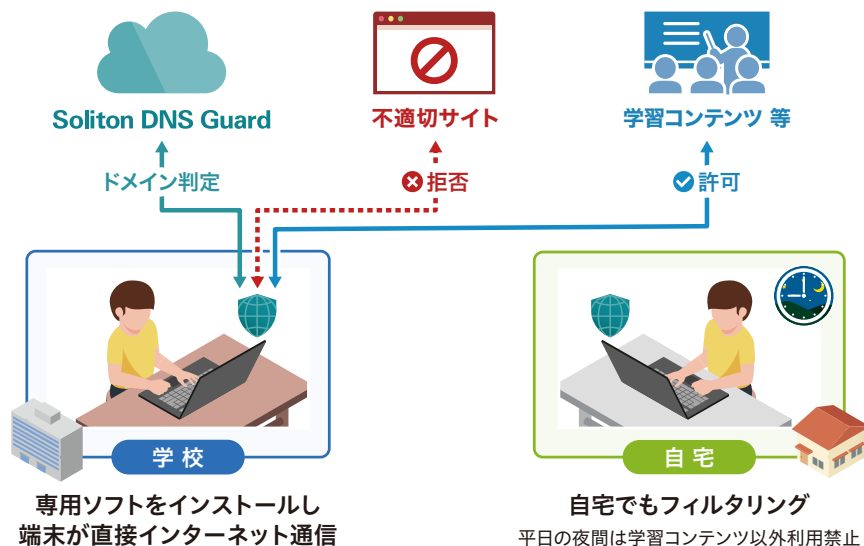 Soliton DNS Guard
不適切サイト
学習コンテンツ 等
ドメイン判定
拒否
許可
学校
自宅
専用ソフトをインストールし
端末が直接インターネット通信
自宅でもフィルタリング
平日の夜間は学習コンテンツ以外利用禁止